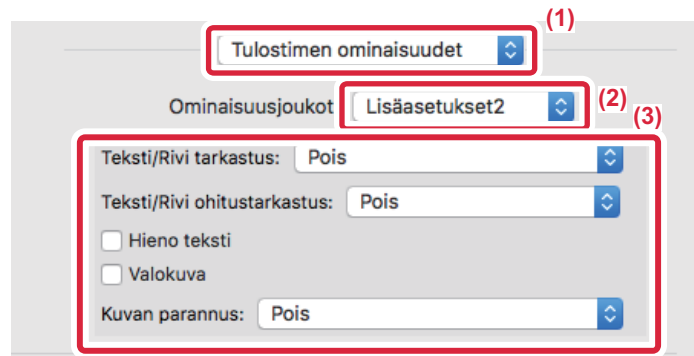 (1)
Tulostimen ominaisuudet
Ominaisuusjoukot Lisäasetukset2 (2)
(3)
Teksti/Rivi tarkastus: Pois
Teksti/Rivi ohitustarkastus: Pois
Hieno teksti
Valokuva
Kuvan parannus: Pois